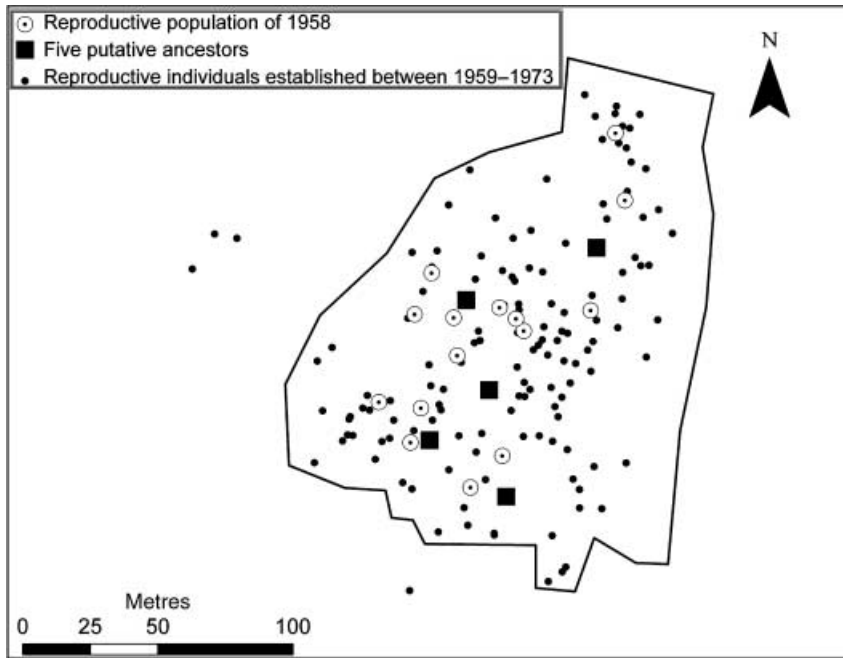 Reproductive population of 1958
Five putative ancestors
Reproductive individuals established between 1959–1973
N
Metres
0 25 50 100